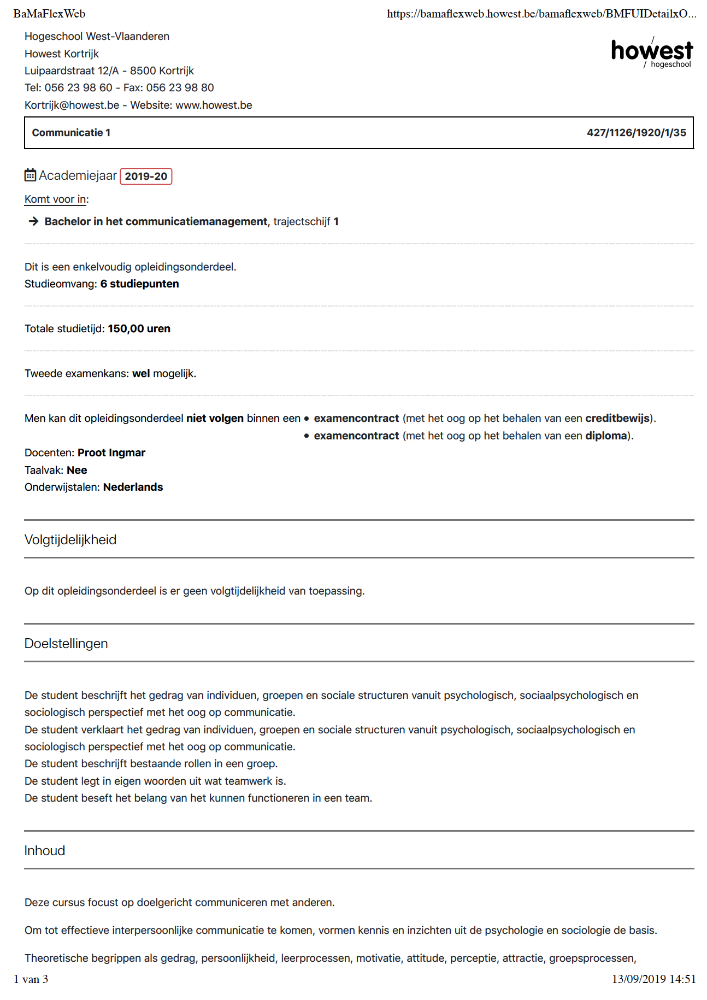 BaMaFlexWeb https://bamaflexweb.howest.be/bamaflexweb/BMFUIDetailxO...
Hogeschool West-Vlaanderen
Howest Kortrijk
Luipaardstraat 12/A - 8500 Kortrijk
Tel: 056 23 98 60 - Fax: 056 23 98 80
Kortrijk@howest.be - Website: www.howest.be
howest
/ hogeschool
Communicatie 1 427/1126/1920/1/35
Academiejaar 2019-20
Komt voor in:
→ Bachelor in het communicatiemanagement, trajectschijf 1
Dit is een enkelvoudig opleidingsonderdeel.
Studieomvang: 6 studiepunten
Totale studietijd: 150,00 uren
Tweede examenkans: wel mogelijk.
Men kan dit opleidingsonderdeel niet volgen binnen een • examencontract (met het oog op het behalen van een creditbewijs).
• examencontract (met het oog op het behalen van een diploma).
Docenten: Proot Ingmar
Taalvak: Nee
Onderwijstalen: Nederlands
Volgtijdelijkheid
Op dit opleidingsonderdeel is er geen volgtijdelijkheid van toepassing.
Doelstellingen
De student beschrijft het gedrag van individuen, groepen en sociale structuren vanuit psychologisch, sociaalpsychologisch en
sociologisch perspectief met het oog op communicatie.
De student verklaart het gedrag van individuen, groepen en sociale structuren vanuit psychologisch, sociaalpsychologisch en
sociologisch perspectief met het oog op communicatie.
De student beschrijft bestaande rollen in een groep.
De student legt in eigen woorden uit wat teamwerk is.
De student beseft het belang van het kunnen functioneren in een team.
Inhoud
Deze cursus focust op doelgericht communiceren met anderen.
Om tot effectieve interpersoonlijke communicatie te komen, vormen kennis en inzichten uit de psychologie en sociologie de basis.
Theoretische begrippen als gedrag, persoonlijkheid, leerprocessen, motivatie, attitude, perceptie, attractie, groepsprocessen,
1 van 3 13/09/2019 14:51